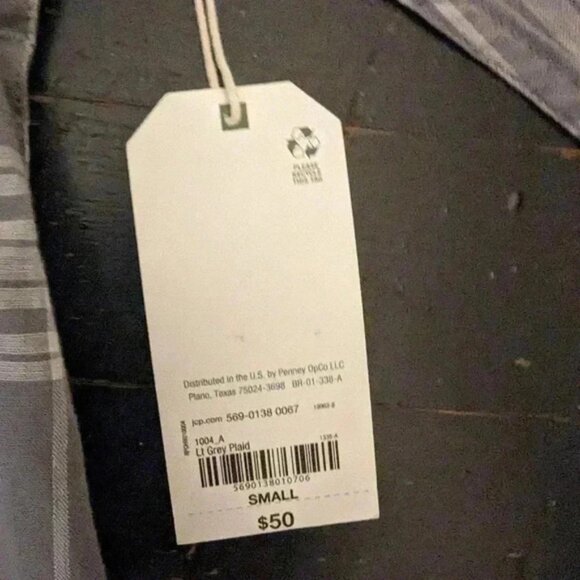 PLEASE
RECYCLE
THIS TAG
Distributed in the U.S. by Penney OpCo LLC
Plano, Texas 75024-3698 BR-01-338-A
jcp.com 569-0138 0067
1004_A
Lt Grey Plaid
1338-A
5690138010706
SMALL
$50